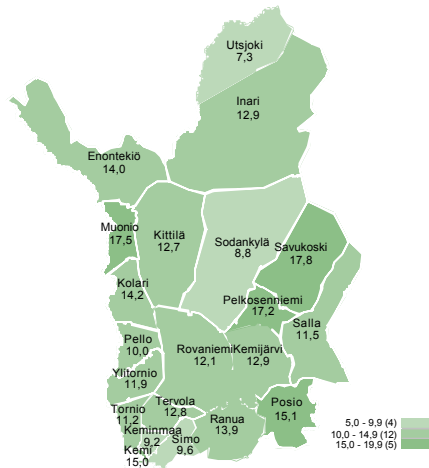 Utsjoki
7,3
Inari
12,9
Enontekiö
14,0
Muonio
17,5
Kittilä
12,7
Sodankylä
8,8
Savukoski
17,8
Kolari
14,2
Pelkosenniemi
17,2
Salla
11,5
Pello
10,0
Rovaniemi
12,1
Kemijärvi
12,9
Ylitornio
11,9
Tornio
11,2
Tervola
12,8
Ranua
13,9
Posio
15,1
Keminmaa
9,2
Simo
9,6
Kemi
15,0
5,0 - 9,9 (4)
10,0 - 14,9 (12)
15,0 - 19,9 (5)